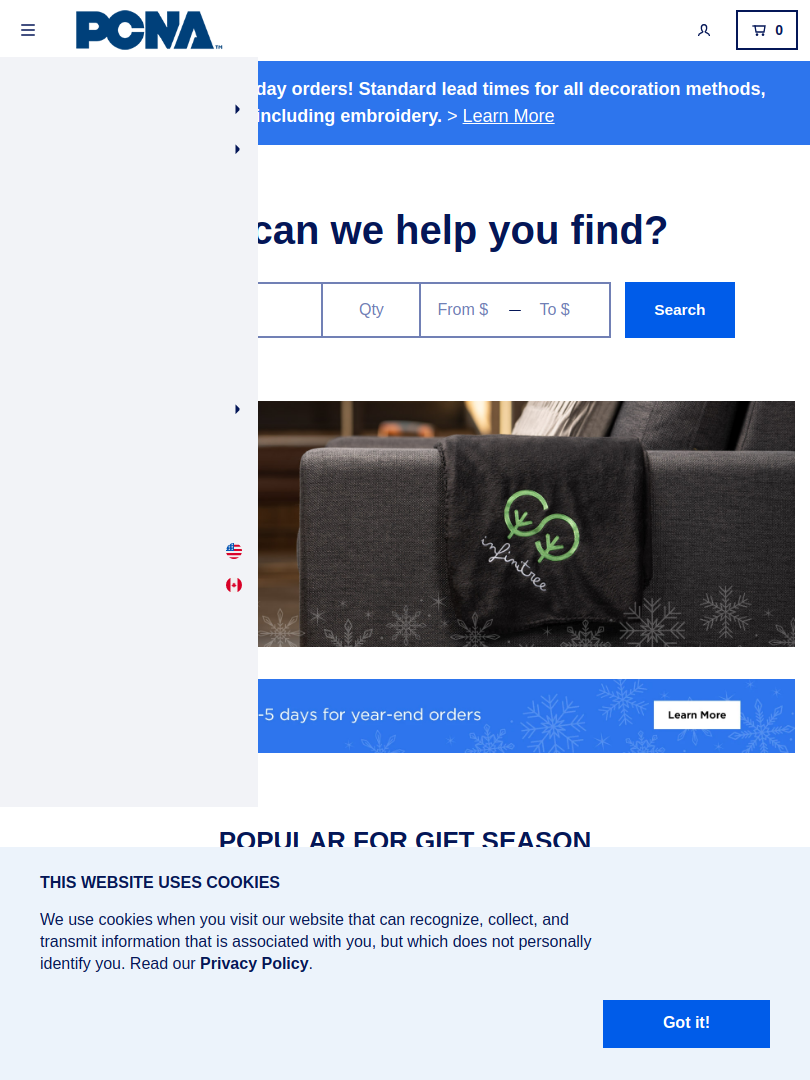 PCNA™
0
day orders! Standard lead times for all decoration methods,
including embroidery. > Learn More
can we help you find?
Qty
From $ — To $
Search
infintree
-5 days for year-end orders
Learn More
POPULAR FOR GIFT SEASON
THIS WEBSITE USES COOKIES
We use cookies when you visit our website that can recognize, collect, and
transmit information that is associated with you, but which does not personally
identify you. Read our Privacy Policy.
Got it!